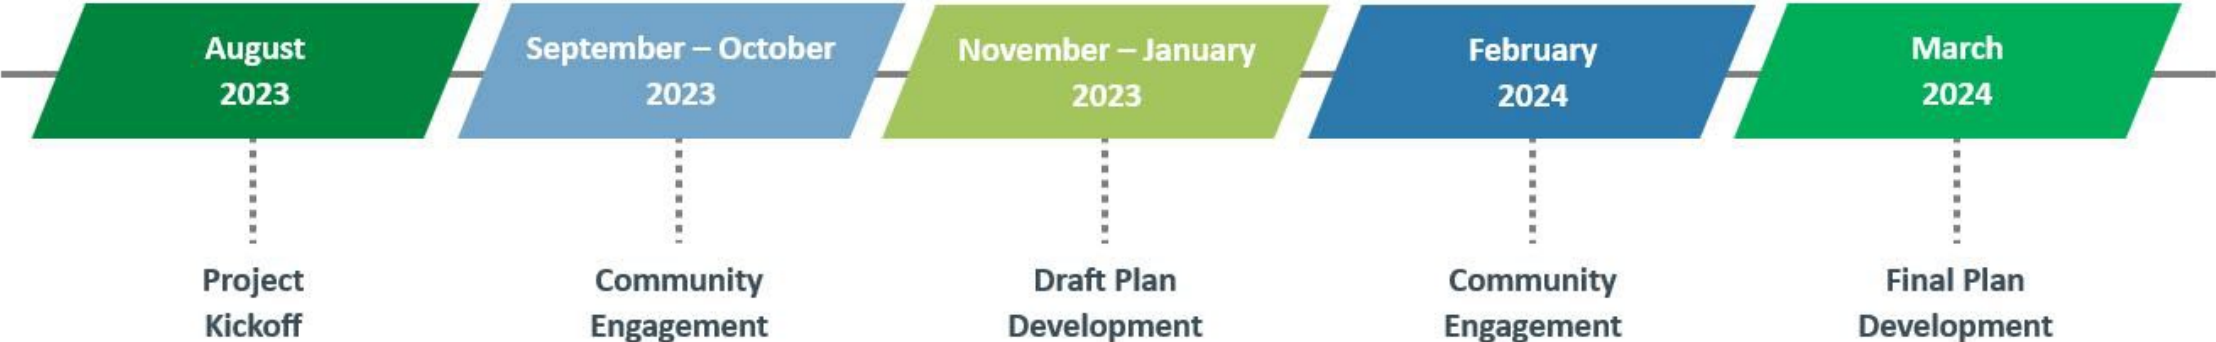 August
2023
September – October
2023
November – January
2023
February
2024
March
2024
Project
Kickoff
Community
Engagement
Draft Plan
Development
Community
Engagement
Final Plan
Development